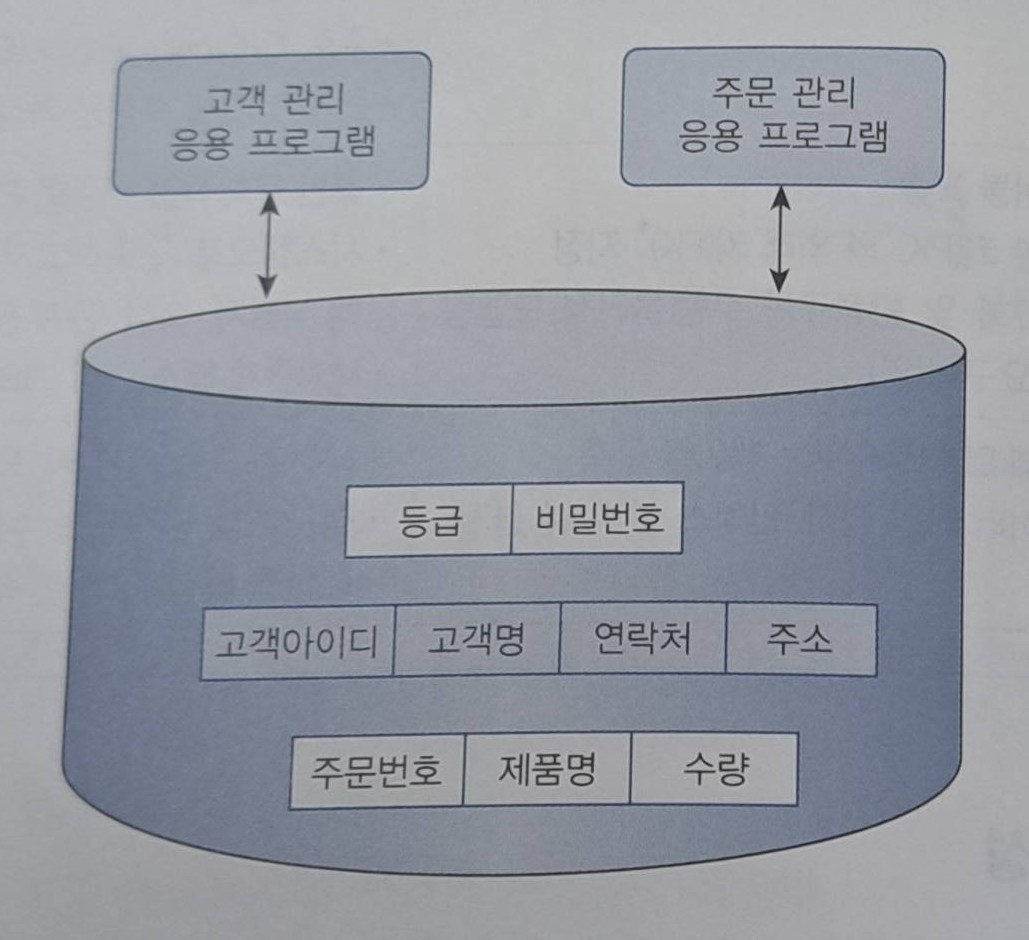 고객 관리
응용 프로그램
주문 관리
응용 프로그램
등급 비밀번호
고객아이디 고객명 연락처 주소
주문번호 제품명 수량